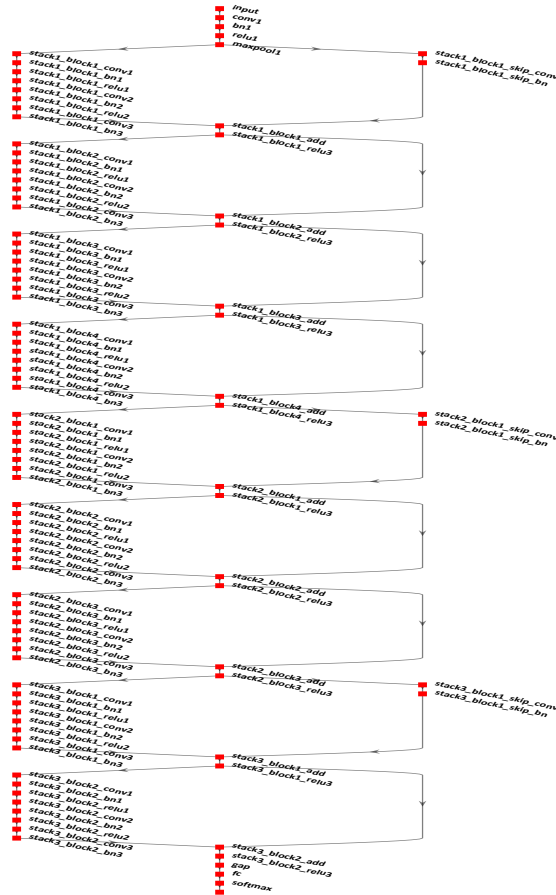 input
conv1
bn1
relu1
maxpool1
stack1_block1_conv1
stack1_block1_bn1
stack1_block1_relu1
stack1_block1_conv2
stack1_block1_bn2
stack1_block1_relu2
stack1_block1_conv3
stack1_block1_bn3
stack1_block1_skip_conv
stack1_block1_skip_bn
stack1_block1_add
stack1_block1_relu3
stack1_block2_conv1
stack1_block2_bn1
stack1_block2_relu1
stack1_block2_conv2
stack1_block2_bn2
stack1_block2_relu2
stack1_block2_conv3
stack1_block2_bn3
stack1_block2_add
stack1_block2_relu3
stack1_block3_conv1
stack1_block3_bn1
stack1_block3_relu1
stack1_block3_conv2
stack1_block3_bn2
stack1_block3_relu2
stack1_block3_conv3
stack1_block3_bn3
stack1_block3_add
stack1_block3_relu3
stack1_block4_conv1
stack1_block4_bn1
stack1_block4_relu1
stack1_block4_conv2
stack1_block4_bn2
stack1_block4_relu2
stack1_block4_conv3
stack1_block4_bn3
stack1_block4_add
stack1_block4_relu3
stack2_block1_conv1
stack2_block1_bn1
stack2_block1_relu1
stack2_block1_conv2
stack2_block1_bn2
stack2_block1_relu2
stack2_block1_conv3
stack2_block1_bn3
stack2_block1_skip_conv
stack2_block1_skip_bn
stack2_block1_add
stack2_block1_relu3
stack2_block2_conv1
stack2_block2_bn1
stack2_block2_relu1
stack2_block2_conv2
stack2_block2_bn2
stack2_block2_relu2
stack2_block2_conv3
stack2_block2_bn3
stack2_block2_add
stack2_block2_relu3
stack2_block3_conv1
stack2_block3_bn1
stack2_block3_relu1
stack2_block3_conv2
stack2_block3_bn2
stack2_block3_relu2
stack2_block3_conv3
stack2_block3_bn3
stack2_block3_add
stack2_block3_relu3
stack3_block1_conv1
stack3_block1_bn1
stack3_block1_relu1
stack3_block1_conv2
stack3_block1_bn2
stack3_block1_relu2
stack3_block1_conv3
stack3_block1_bn3
stack3_block1_skip_conv
stack3_block1_skip_bn
stack3_block1_add
stack3_block1_relu3
stack3_block2_conv1
stack3_block2_bn1
stack3_block2_relu1
stack3_block2_conv2
stack3_block2_bn2
stack3_block2_relu2
stack3_block2_conv3
stack3_block2_bn3
stack3_block2_add
stack3_block2_relu3
gap
fc
softmax